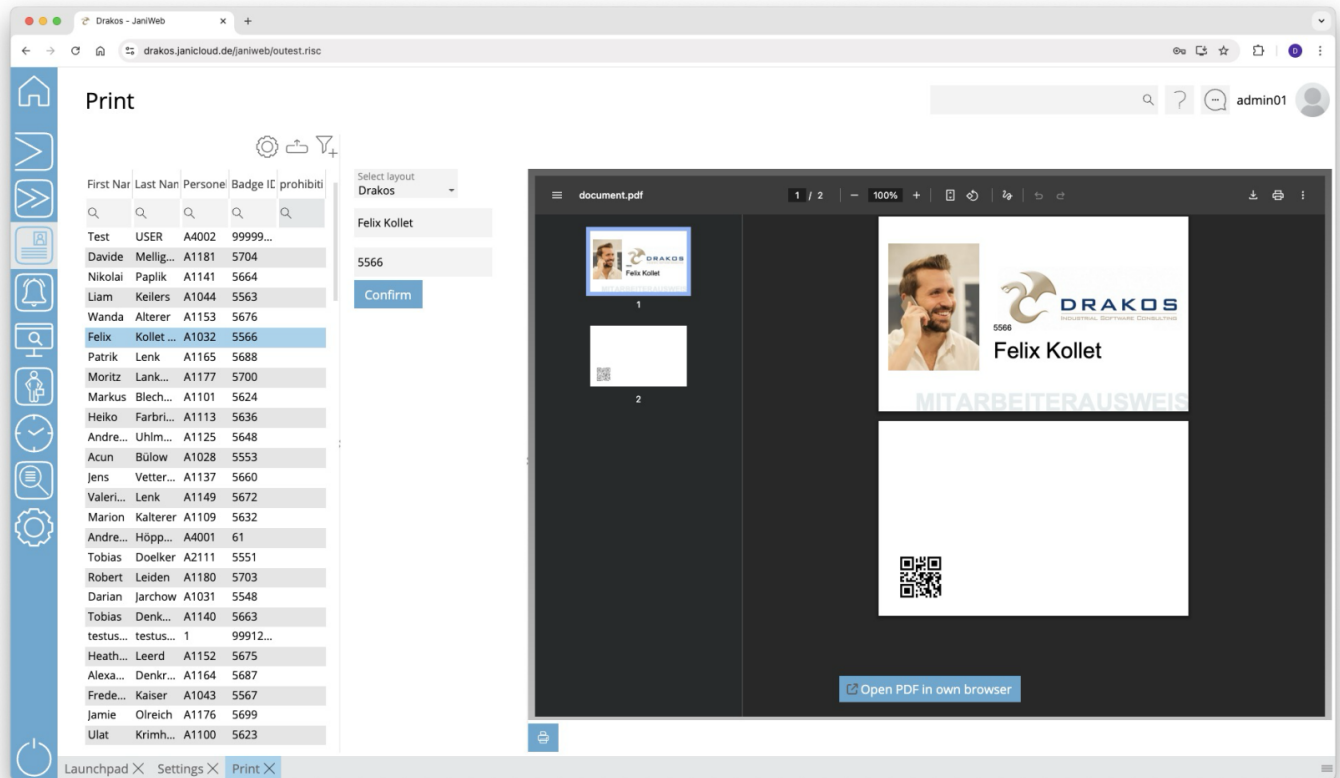 Drakos – JaniWeb
drakos.janicloud.de/janiweb/outest.risc
D
Print
admin01
First Nar Last Nan Personel Badge ID prohibiti
Test USER A4002 99999...
Davide Mellig... A1181 5704
Nikolai Paplik A1141 5664
Liam Keilers A1044 5563
Wanda Alterer A1153 5676
Felix Kollet ... A1032 5566
Patrik Lenk A1165 5688
Moritz Lank... A1177 5700
Markus Blech... A1101 5624
Heiko Farbri... A1113 5636
Andre... Uhlm... A1125 5648
Acun Bülow A1028 5553
Jens Vetter... A1137 5660
Valeri... Lenk A1149 5672
Marion Kalterer A1109 5632
Andre... Höpp... A4001 61
Tobias Doelker A2111 5551
Robert Leiden A1180 5703
Darian Jarchow A1031 5548
Tobias Denk... A1140 5663
testus... testus... 1 99912...
Heath... Leerd A1152 5675
Alexa... Denkr... A1164 5687
Frede... Kaiser A1043 5567
Jamie Olreich A1176 5699
Ulat Krimh... A1100 5623
Select layout
Drakos
Felix Kollet
5566
Confirm
document.pdf
1 / 2
100%
DRAKOS
Felix Kollet
MITARBEITERAUSWEIS
1
2
DRAKOS
INDUSTRIAL SOFTWARE CONSULTING
5566
Felix Kollet
MITARBEITERAUSWEIS
Open PDF in own browser
Launchpad Settings Print